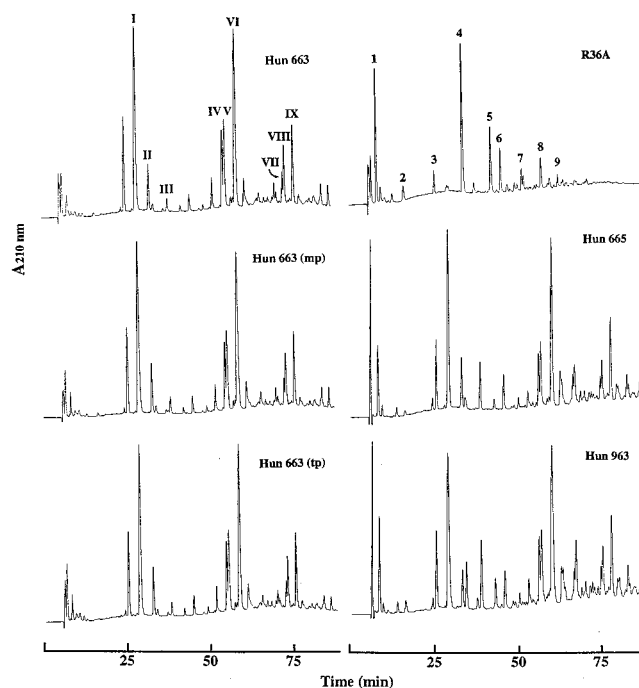 Hun 663
I
II
III
IV V
VI
VII
VIII
IX
R36A
1
2
3
4
5
6
7
8
9
A210 nm
Hun 663 (mp)
Hun 665
Hun 663 (tp)
Hun 963
25 50 75
25 50 75
Time (min)